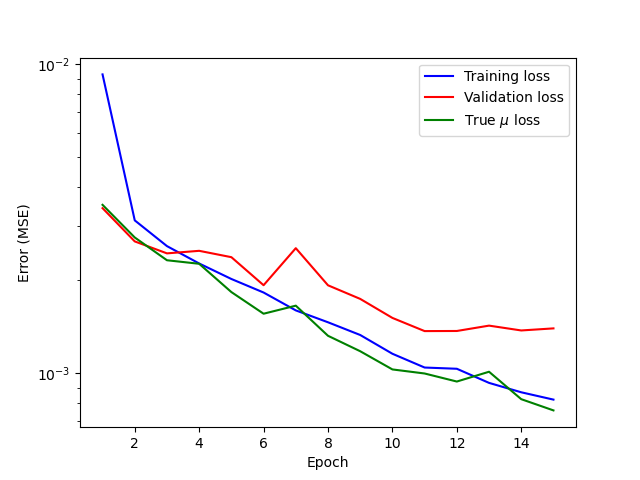 10⁻²
10⁻³
Error (MSE)
Training loss
Validation loss
True μ loss
2 4 6 8 10 12 14
Epoch